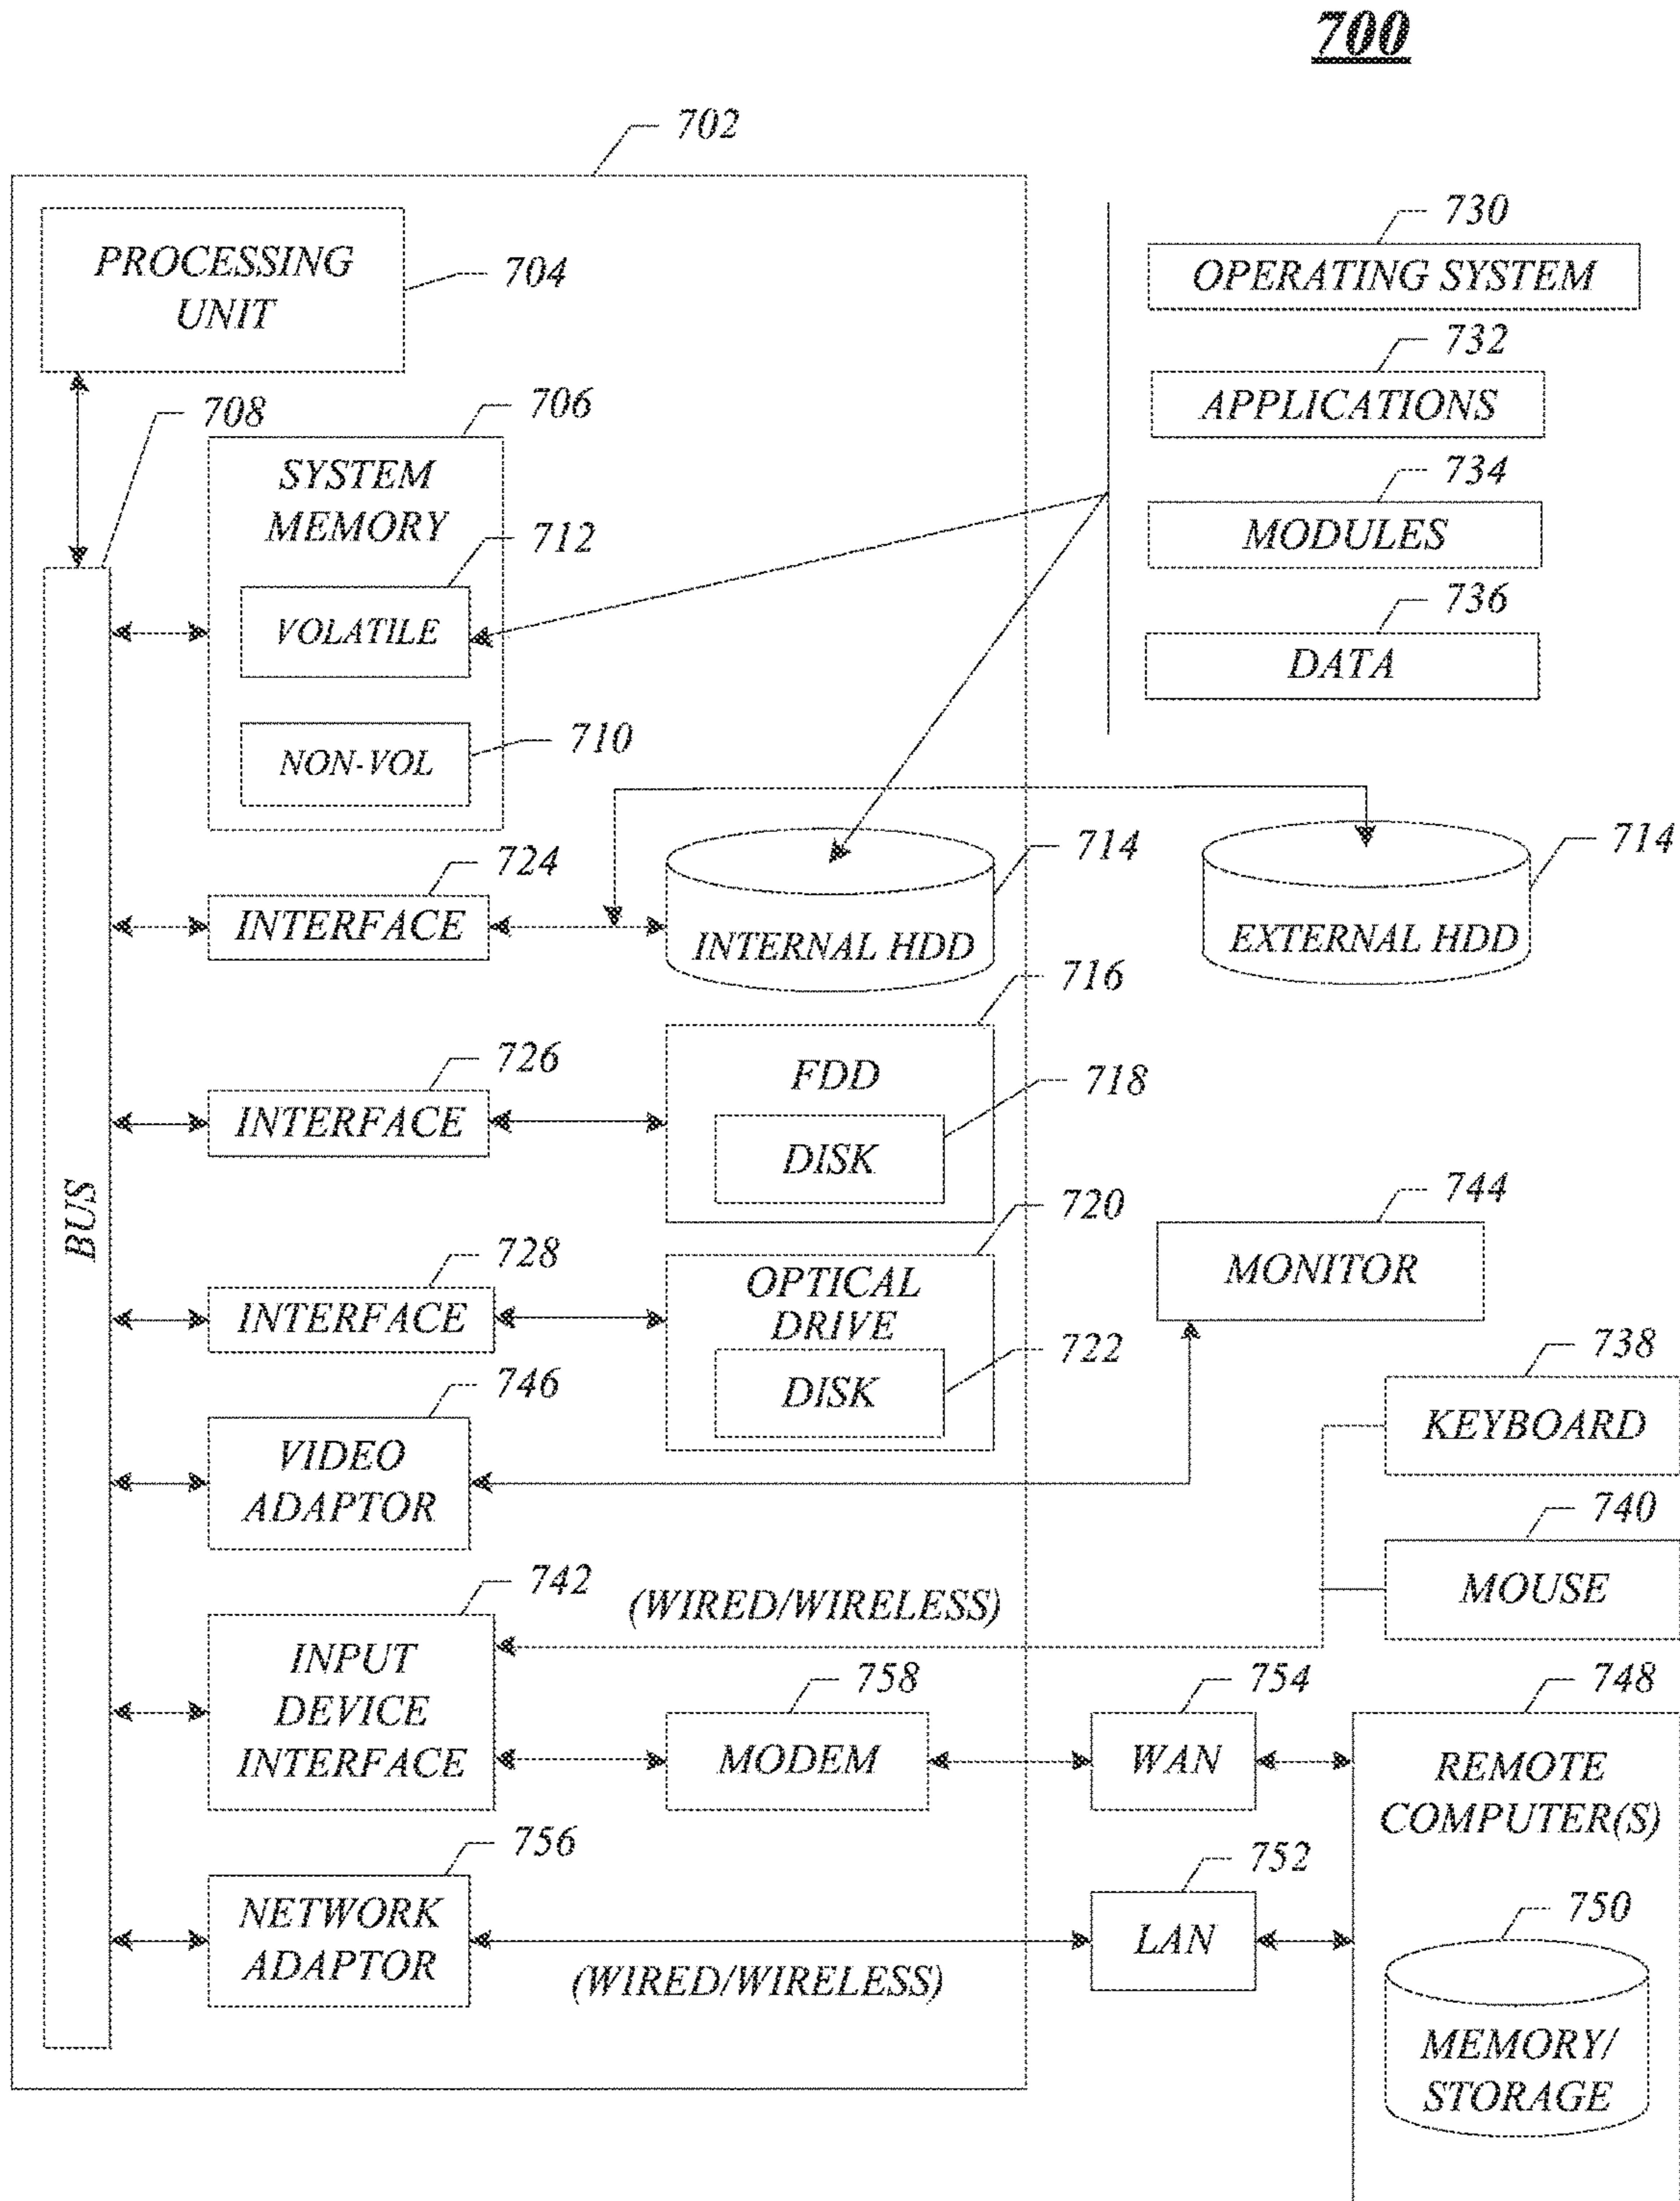 700
702
PROCESSING
UNIT
704
730
OPERATING SYSTEM
732
APPLICATIONS
734
MODULES
736
DATA
708
706
SYSTEM
MEMORY
712
VOLATILE
710
NON-VOL
BUS
724
INTERFACE
714
INTERNAL HDD
714
EXTERNAL HDD
726
INTERFACE
716
FDD
718
DISK
728
INTERFACE
720
OPTICAL
DRIVE
722
DISK
744
MONITOR
746
VIDEO
ADAPTOR
738
KEYBOARD
740
MOUSE
742
INPUT
DEVICE
INTERFACE
(WIRED/WIRELESS)
758
MODEM
754
WAN
748
REMOTE
COMPUTER(S)
756
NETWORK
ADAPTOR
(WIRED/WIRELESS)
752
LAN
750
MEMORY/
STORAGE